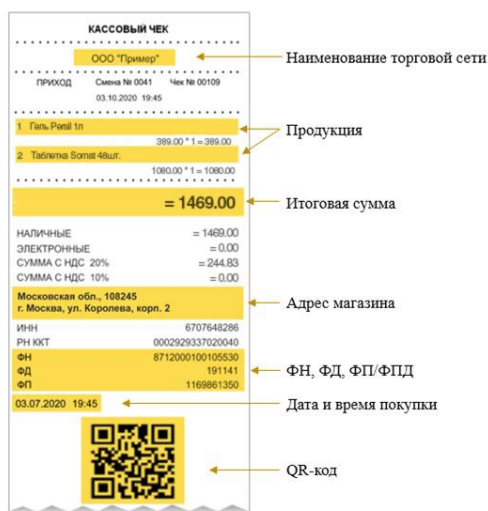 КАССОВЫЙ ЧЕК
ООО "Пример"
Наименование торговой сети
ПРИХОД Смена № 0041 Чек № 00109
03.10.2020 19:45
1 Гель Persil 1л
Продукция
389.00 * 1 = 389.00
2 Таблетка Somat 48шт.
1080.00 * 1 = 1080.00
= 1469.00
Итоговая сумма
НАЛИЧНЫЕ = 1469.00
ЭЛЕКТРОННЫЕ = 0.00
СУММА С НДС 20% = 244.83
СУММА С НДС 10% = 0,00
Московская обл., 108245
г. Москва, ул. Королева, корп. 2
Адрес магазина
ИНН 6707648286
РН ККТ 0002929337020040
ФН 8712000100105530
ФД 191141
ФН, ФД, ФП/ФПД
ФП 1169861350
03.07.2020 19:45
Дата и время покупки
QR-код